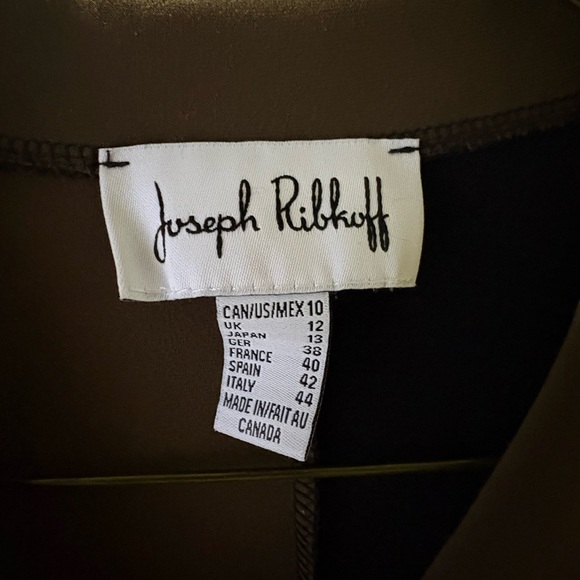 Joseph Ribkoff
CAN/US/MEX 10
UK 12
JAPAN 13
GER 38
FRANCE 40
SPAIN 42
ITALY 44
MADE IN/FAIT AU
CANADA